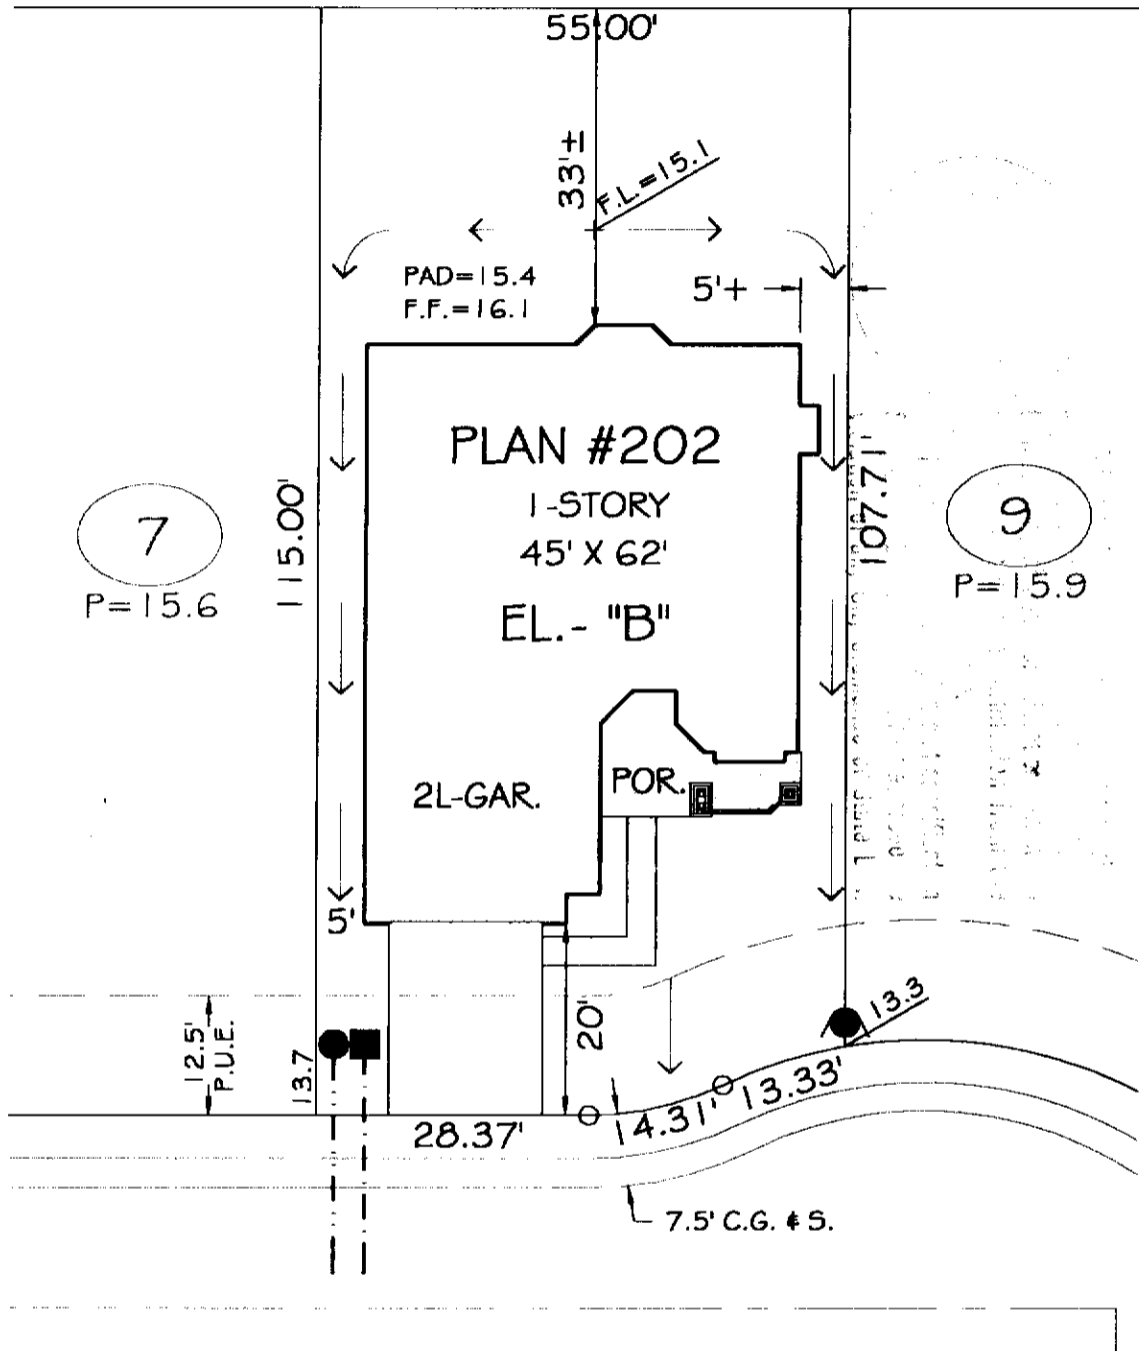 55.00'
33'±
F.L.=15.1
PAD=15.4
F.F.=16.1
5'+
PLAN #202
1-STORY
45' X 62'
EL.- "B"
115.00'
107.71'
7
P=15.6
9
P=15.9
2L-GAR.
POR.
5'
20'
12.5'
P.U.E.
13.7
13.3
28.37'
14.31'
13.33'
7.5' C.G. & S.